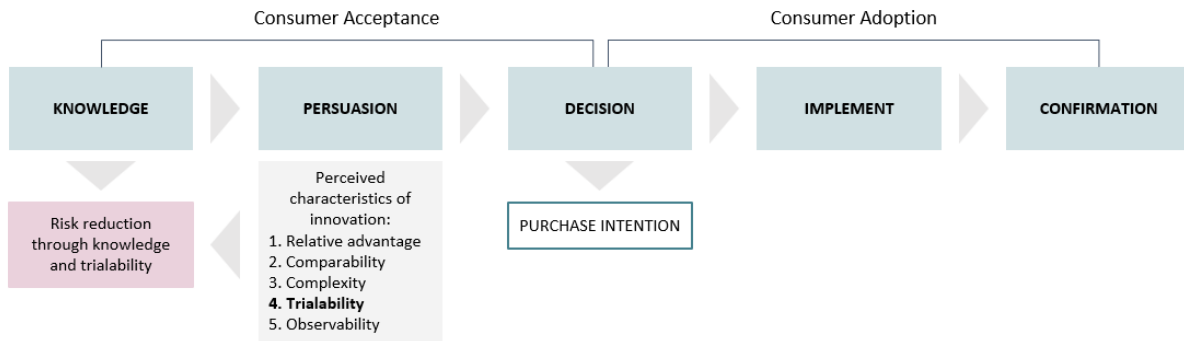 Consumer Acceptance
Consumer Adoption
KNOWLEDGE
PERSUASION
DECISION
IMPLEMENT
CONFIRMATION
Risk reduction
through knowledge
and trialability
Perceived
characteristics of
innovation:
1. Relative advantage
2. Comparability
3. Complexity
4. Trialability
5. Observability
PURCHASE INTENTION